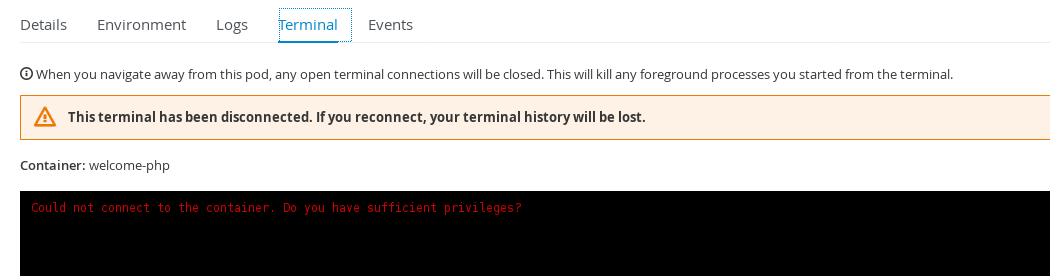 Details Environment Logs Terminal Events
When you navigate away from this pod, any open terminal connections will be closed. This will kill any foreground processes you started from the terminal.
This terminal has been disconnected. If you reconnect, your terminal history will be lost.
Container: welcome-php
Could not connect to the container. Do you have sufficient privileges?